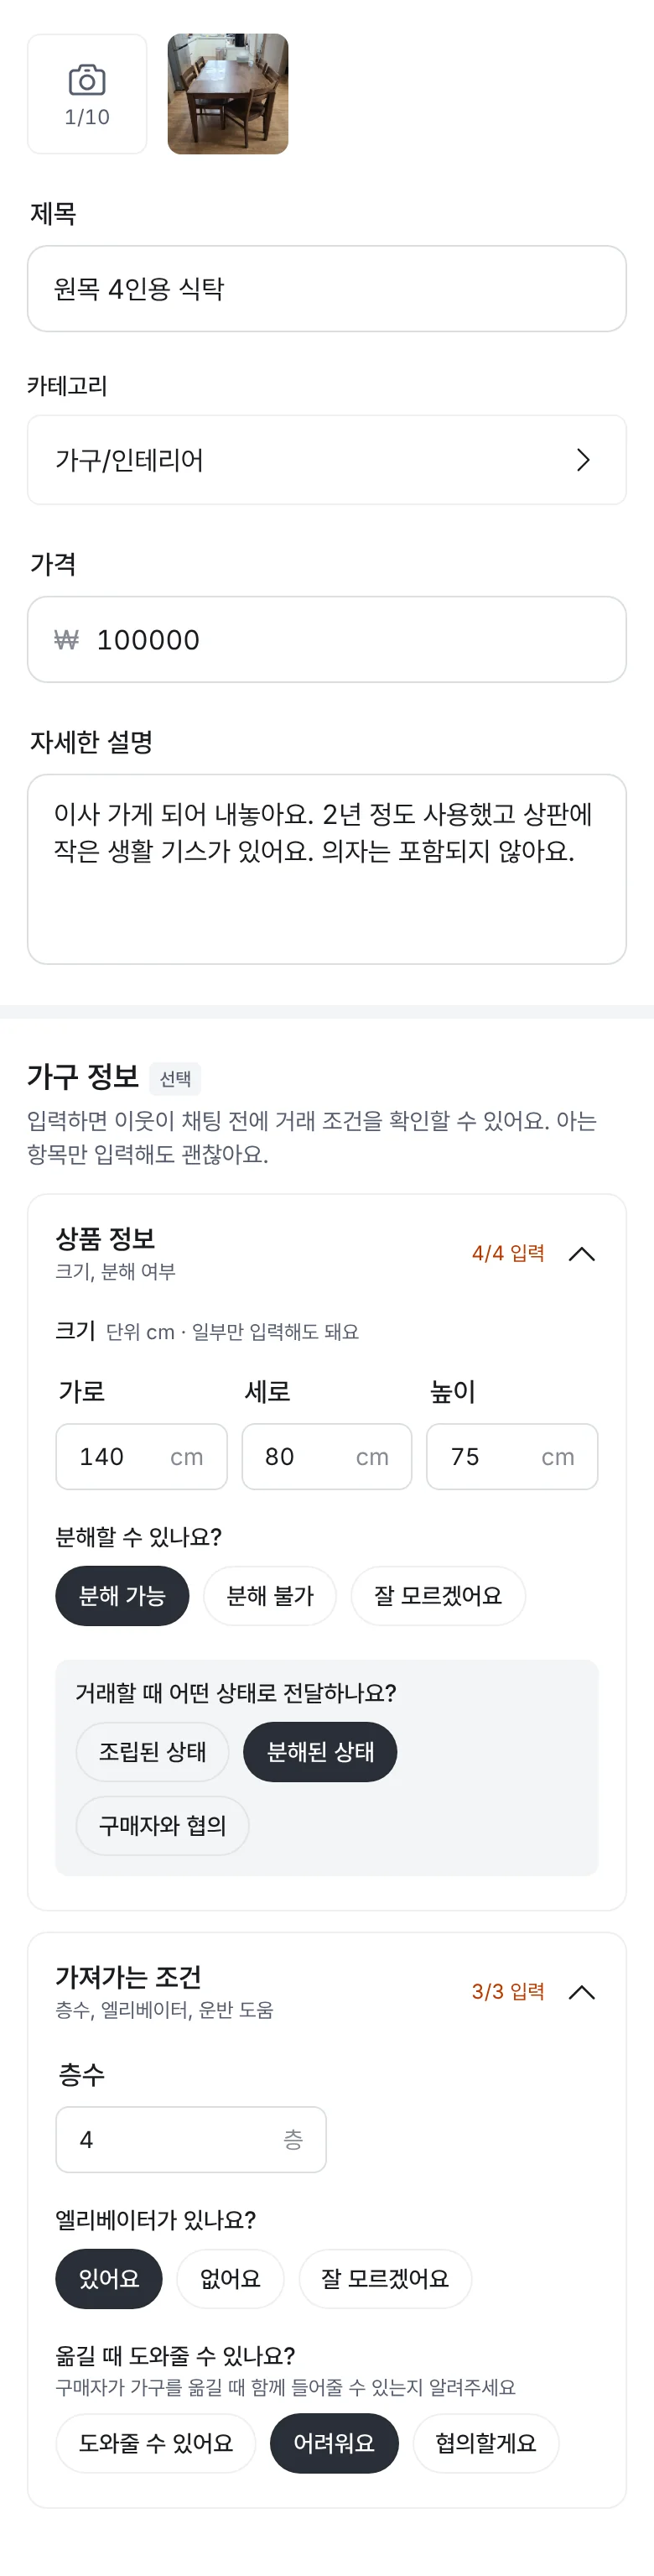 1/10
제목
원목 4인용 식탁
카테고리
가구/인테리어
가격
₩ 100000
자세한 설명
이사 가게 되어 내놓아요. 2년 정도 사용했고 상판에
작은 생활 기스가 있어요. 의자는 포함되지 않아요.
가구 정보 선택
입력하면 이웃이 채팅 전에 거래 조건을 확인할 수 있어요. 아는
항목만 입력해도 괜찮아요.
상품 정보
4/4 입력
크기, 분해 여부
크기 단위 cm · 일부만 입력해도 돼요
가로 세로 높이
140 cm 80 cm 75 cm
분해할 수 있나요?
분해 가능 분해 불가 잘 모르겠어요
거래할 때 어떤 상태로 전달하나요?
조립된 상태 분해된 상태
구매자와 협의
가져가는 조건
3/3 입력
층수, 엘리베이터, 운반 도움
층수
4 층
엘리베이터가 있나요?
있어요 없어요 잘 모르겠어요
옮길 때 도와줄 수 있나요?
구매자가 가구를 옮길 때 함께 들어줄 수 있는지 알려주세요
도와줄 수 있어요 어려워요 협의할게요